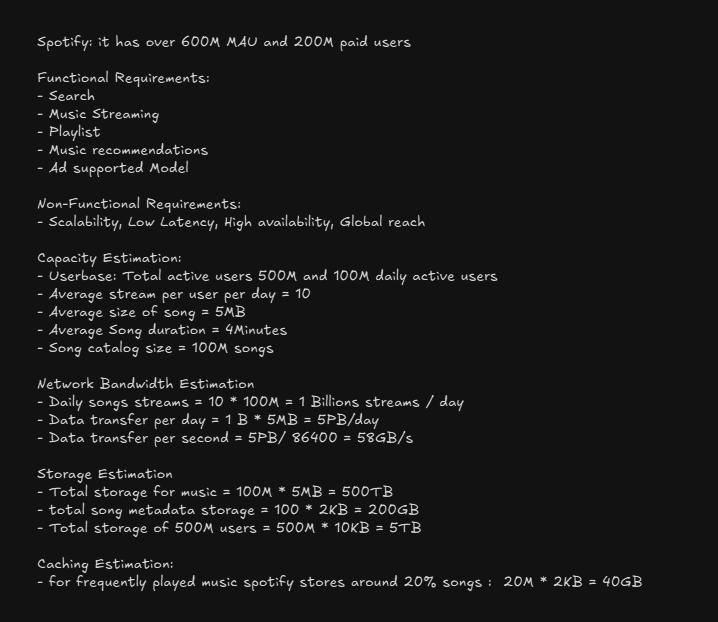 Spotify: it has over 600M MAU and 200M paid users
Functional Requirements:
- Search
- Music Streaming
- Playlist
- Music recommendations
- Ad supported Model
Non-Functional Requirements:
- Scalability, Low Latency, High availability, Global reach
Capacity Estimation:
- Userbase: Total active users 500M and 100M daily active users
- Average stream per user per day = 10
- Average size of song = 5MB
- Average Song duration = 4Minutes
- Song catalog size = 100M songs
Network Bandwidth Estimation
- Daily songs streams = 10 * 100M = 1 Billions streams / day
- Data transfer per day = 1 B * 5MB = 5PB/day
- Data transfer per second = 5PB/ 86400 = 58GB/s
Storage Estimation
- Total storage for music = 100M * 5MB = 500TB
- total song metadata storage = 100 * 2KB = 200GB
- Total storage of 500M users = 500M * 10KB = 5TB
Caching Estimation:
- for frequently played music spotify stores around 20% songs : 20M * 2KB = 40GB